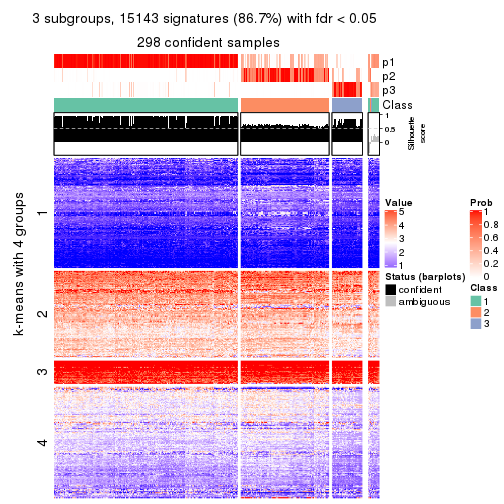 3 subgroups, 15143 signatures (86.7%) with fdr < 0.05
298 confident samples
p1
p2
p3
Class
1
0.5
0
Silhouette
score
k-means with 4 groups
1
2
3
4
Value
5
4
3
2
1
Status (barplots)
confident
ambiguous
Prob
1
0.8
0.6
0.4
0.2
0
Class
1
2
3